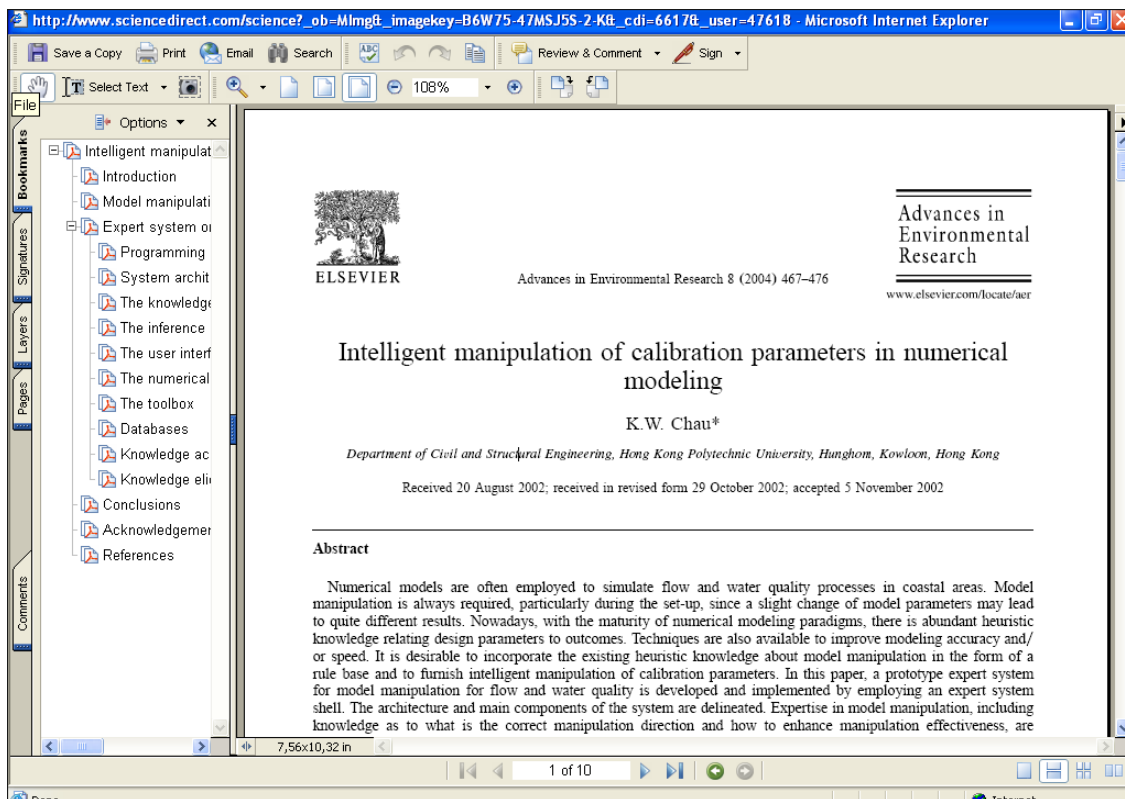 http://www.sciencedirect.com/science?_ob=MImg&_imagekey=B6W75-47MSJ5S-2-K&_cdi=6617&_user=47618 - Microsoft Internet Explorer
Save a Copy Print Email Search ABC Review & Comment Sign
Select Text 108%
File
Options x
Bookmarks
Signatures
Layers
Pages
Comments
Intelligent manipulat
Introduction
Model manipulati
Expert system o
Programming
System archit
The knowledge
The inference
The user interf
The numerical
The toolbox
Databases
Knowledge ac
Knowledge eli
Conclusions
Acknowledgemer
References
ELSEVIER
Advances in Environmental Research 8 (2004) 467–476
Advances in
Environmental
Research
www.elsevier.com/locate/aer
Intelligent manipulation of calibration parameters in numerical
modeling
K.W. Chau*
Department of Civil and Structural Engineering, Hong Kong Polytechnic University, Hunghom, Kowloon, Hong Kong
Received 20 August 2002; received in revised form 29 October 2002; accepted 5 November 2002
Abstract
Numerical models are often employed to simulate flow and water quality processes in coastal areas. Model
manipulation is always required, particularly during the set-up, since a slight change of model parameters may lead
to quite different results. Nowadays, with the maturity of numerical modeling paradigms, there is abundant heuristic
knowledge relating design parameters to outcomes. Techniques are also available to improve modeling accuracy and/
or speed. It is desirable to incorporate the existing heuristic knowledge about model manipulation in the form of a
rule base and to furnish intelligent manipulation of calibration parameters. In this paper, a prototype expert system
for model manipulation for flow and water quality is developed and implemented by employing an expert system
shell. The architecture and main components of the system are delineated. Expertise in model manipulation, including
knowledge as to what is the correct manipulation direction and how to enhance manipulation effectiveness, are
7,56x10,32 in
1 of 10